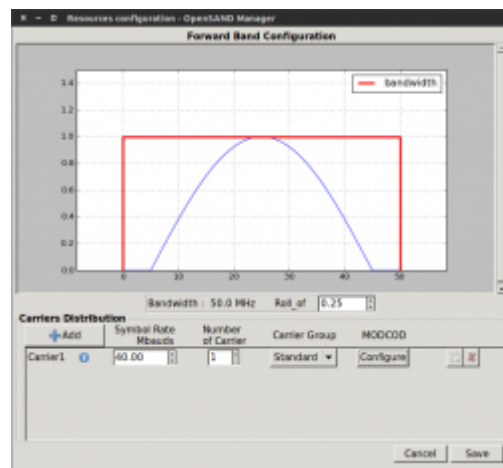 Resources configuration - OpenSAND Manager
Forward Band Configuration
bandwidth
1.4
1.2
1.0
0.8
0.6
0.4
0.2
0.0
0 10 20 30 40 50
Bandwidth : 50.0 MHz Roll_of 0.25
Carriers Distribution
Add Symbol Rate Mbauds Number of Carrier Carrier Group MODCOD
Carrier1 40.00 1 Standard Configure
Cancel Save